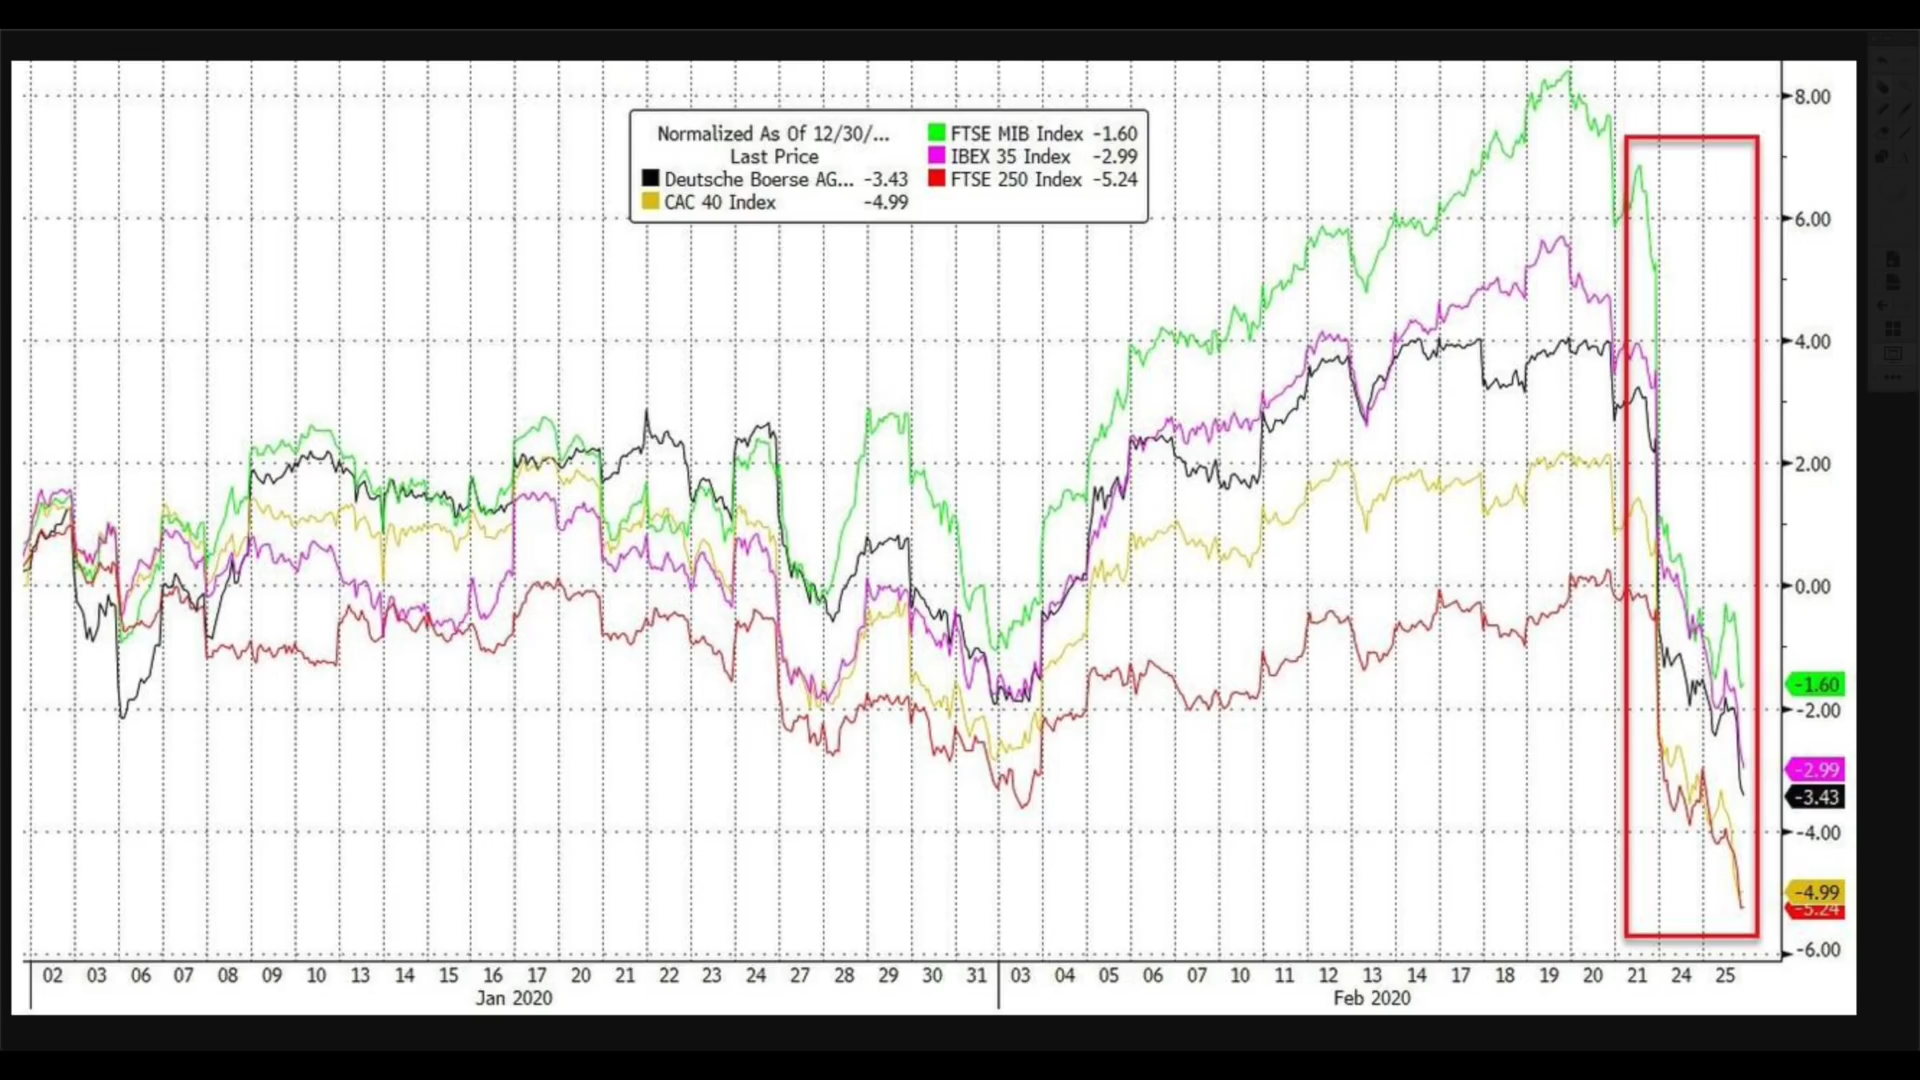 Normalized As Of 12/30/...
Last Price
Deutsche Boerse AG... -3.43
CAC 40 Index -4.99
FTSE MIB Index -1.60
IBEX 35 Index -2.99
FTSE 250 Index -5.24
8.00
6.00
4.00
2.00
0.00
-1.60
-2.00
-2.99
-3.43
-4.00
-4.99
-5.24
-6.00
02 03 06 07 08 09 10 13 14 15 16 17 20 21 22 23 24 27 28 29 30 31 03 04 05 06 07 10 11 12 13 14 17 18 19 20 21 24 25
Jan 2020 Feb 2020